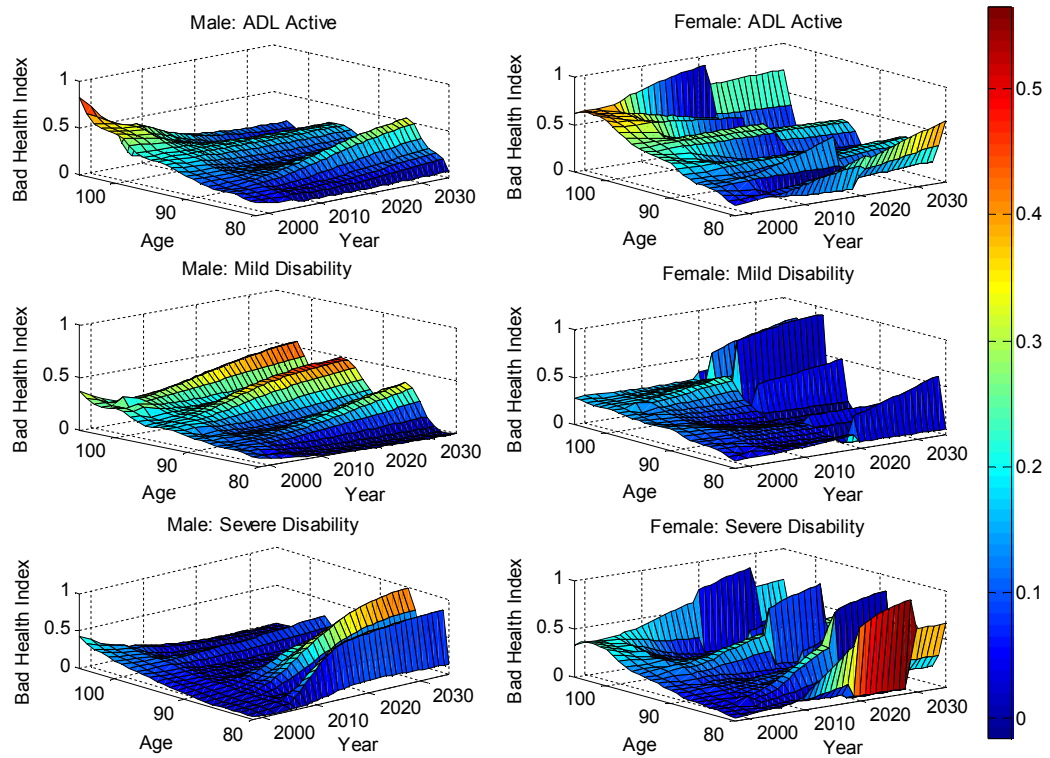 Male: ADL Active
Bad Health Index
1
0.5
0
100
90
80
Age
2000
2010
2020
2030
Year
Female: ADL Active
Bad Health Index
1
0.5
0
100
90
80
Age
2000
2010
2020
2030
Year
Male: Mild Disability
Bad Health Index
1
0.5
0
100
90
80
Age
2000
2010
2020
2030
Year
Female: Mild Disability
Bad Health Index
1
0.5
0
100
90
80
Age
2000
2010
2020
2030
Year
Male: Severe Disability
Bad Health Index
1
0.5
0
100
90
80
Age
2000
2010
2020
2030
Year
Female: Severe Disability
Bad Health Index
1
0.5
0
100
90
80
Age
2000
2010
2020
2030
Year
0.5
0.4
0.3
0.2
0.1
0